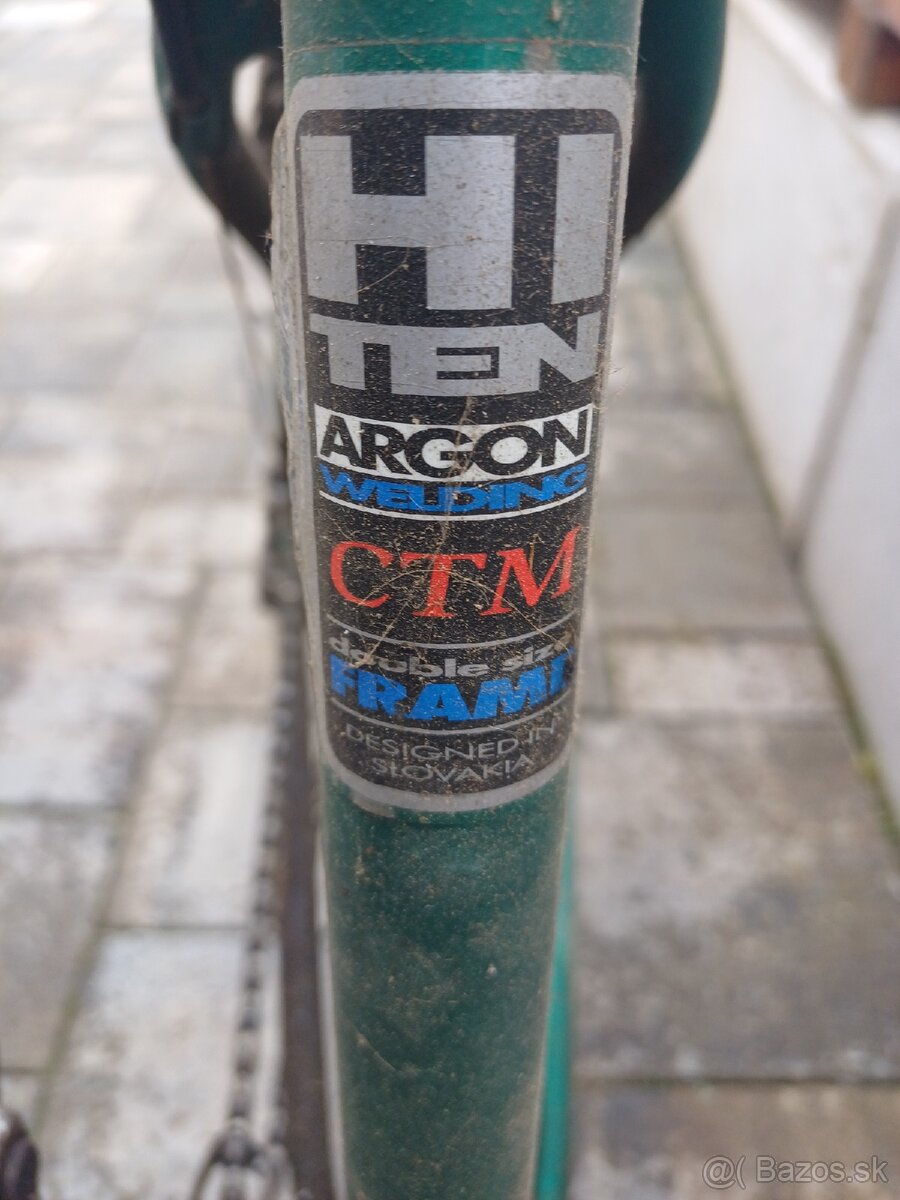 HI
TEN
ARGON
WELDING
CTM
double size
FRAME
DESIGNED IN
SLOVAKIA
@( Bazos.sk